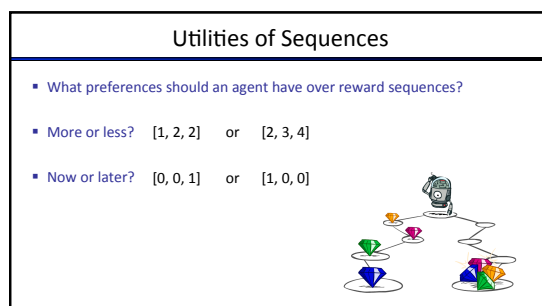 Utilities of Sequences
▪ What preferences should an agent have over reward sequences?
▪ More or less? [1, 2, 2] or [2, 3, 4]
▪ Now or later? [0, 0, 1] or [1, 0, 0]